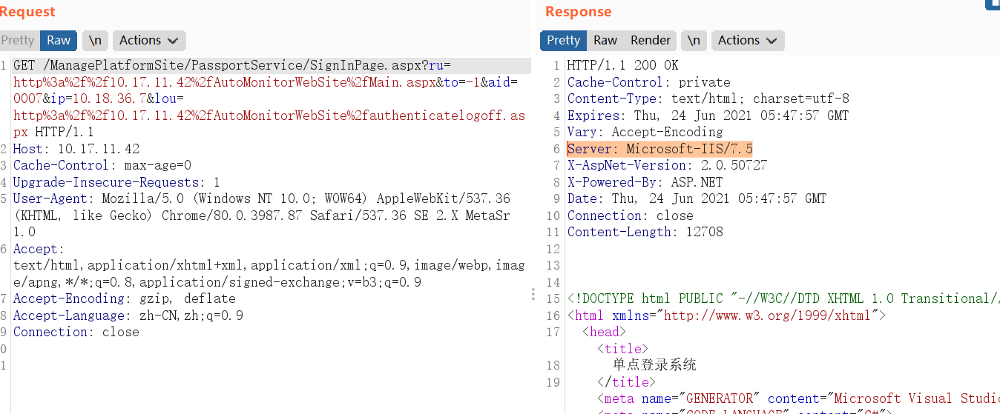 Request
Pretty Raw \n Actions
1 GET /ManagePlatformSite/PassportService/SignInPage.aspx?ru=
http%3a%2f%2f10.17.11.42%2fAutoMonitorWebSite%2fMain.aspx&to=-1&aid=
0007&ip=10.18.36.7&lou=
http%3a%2f%2f10.17.11.42%2fAutoMonitorWebSite%2fauthenticatelogoff.as
px HTTP/1.1
2 Host: 10.17.11.42
3 Cache-Control: max-age=0
4 Upgrade-Insecure-Requests: 1
5 User-Agent: Mozilla/5.0 (Windows NT 10.0; WOW64) AppleWebKit/537.36
(KHTML, like Gecko) Chrome/80.0.3987.87 Safari/537.36 SE 2.X MetaSr
1.0
6 Accept:
text/html,application/xhtml+xml,application/xml;q=0.9,image/webp,imag
e/apng,*/*;q=0.8,application/signed-exchange;v=b3;q=0.9
7 Accept-Encoding: gzip, deflate
8 Accept-Language: zh-CN,zh;q=0.9
9 Connection: close
0
1
Response
Pretty Raw Render \n Actions
1 HTTP/1.1 200 OK
2 Cache-Control: private
3 Content-Type: text/html; charset=utf-8
4 Expires: Thu, 24 Jun 2021 05:47:57 GMT
5 Vary: Accept-Encoding
6 Server: Microsoft-IIS/7.5
7 X-AspNet-Version: 2.0.50727
8 X-Powered-By: ASP.NET
9 Date: Thu, 24 Jun 2021 05:47:57 GMT
10 Connection: close
11 Content-Length: 12708
12
13
14
15 <!DOCTYPE html PUBLIC "-//W3C//DTD XHTML 1.0 Transitional//
16 <html xmlns="http://www.w3.org/1999/xhtml">
17 <head>
<title>
18 单点登录系统
19 </title>
<meta name="GENERATOR" content="Microsoft Visual Studio
<meta name="CODE_LANGUAGE" content="C#">